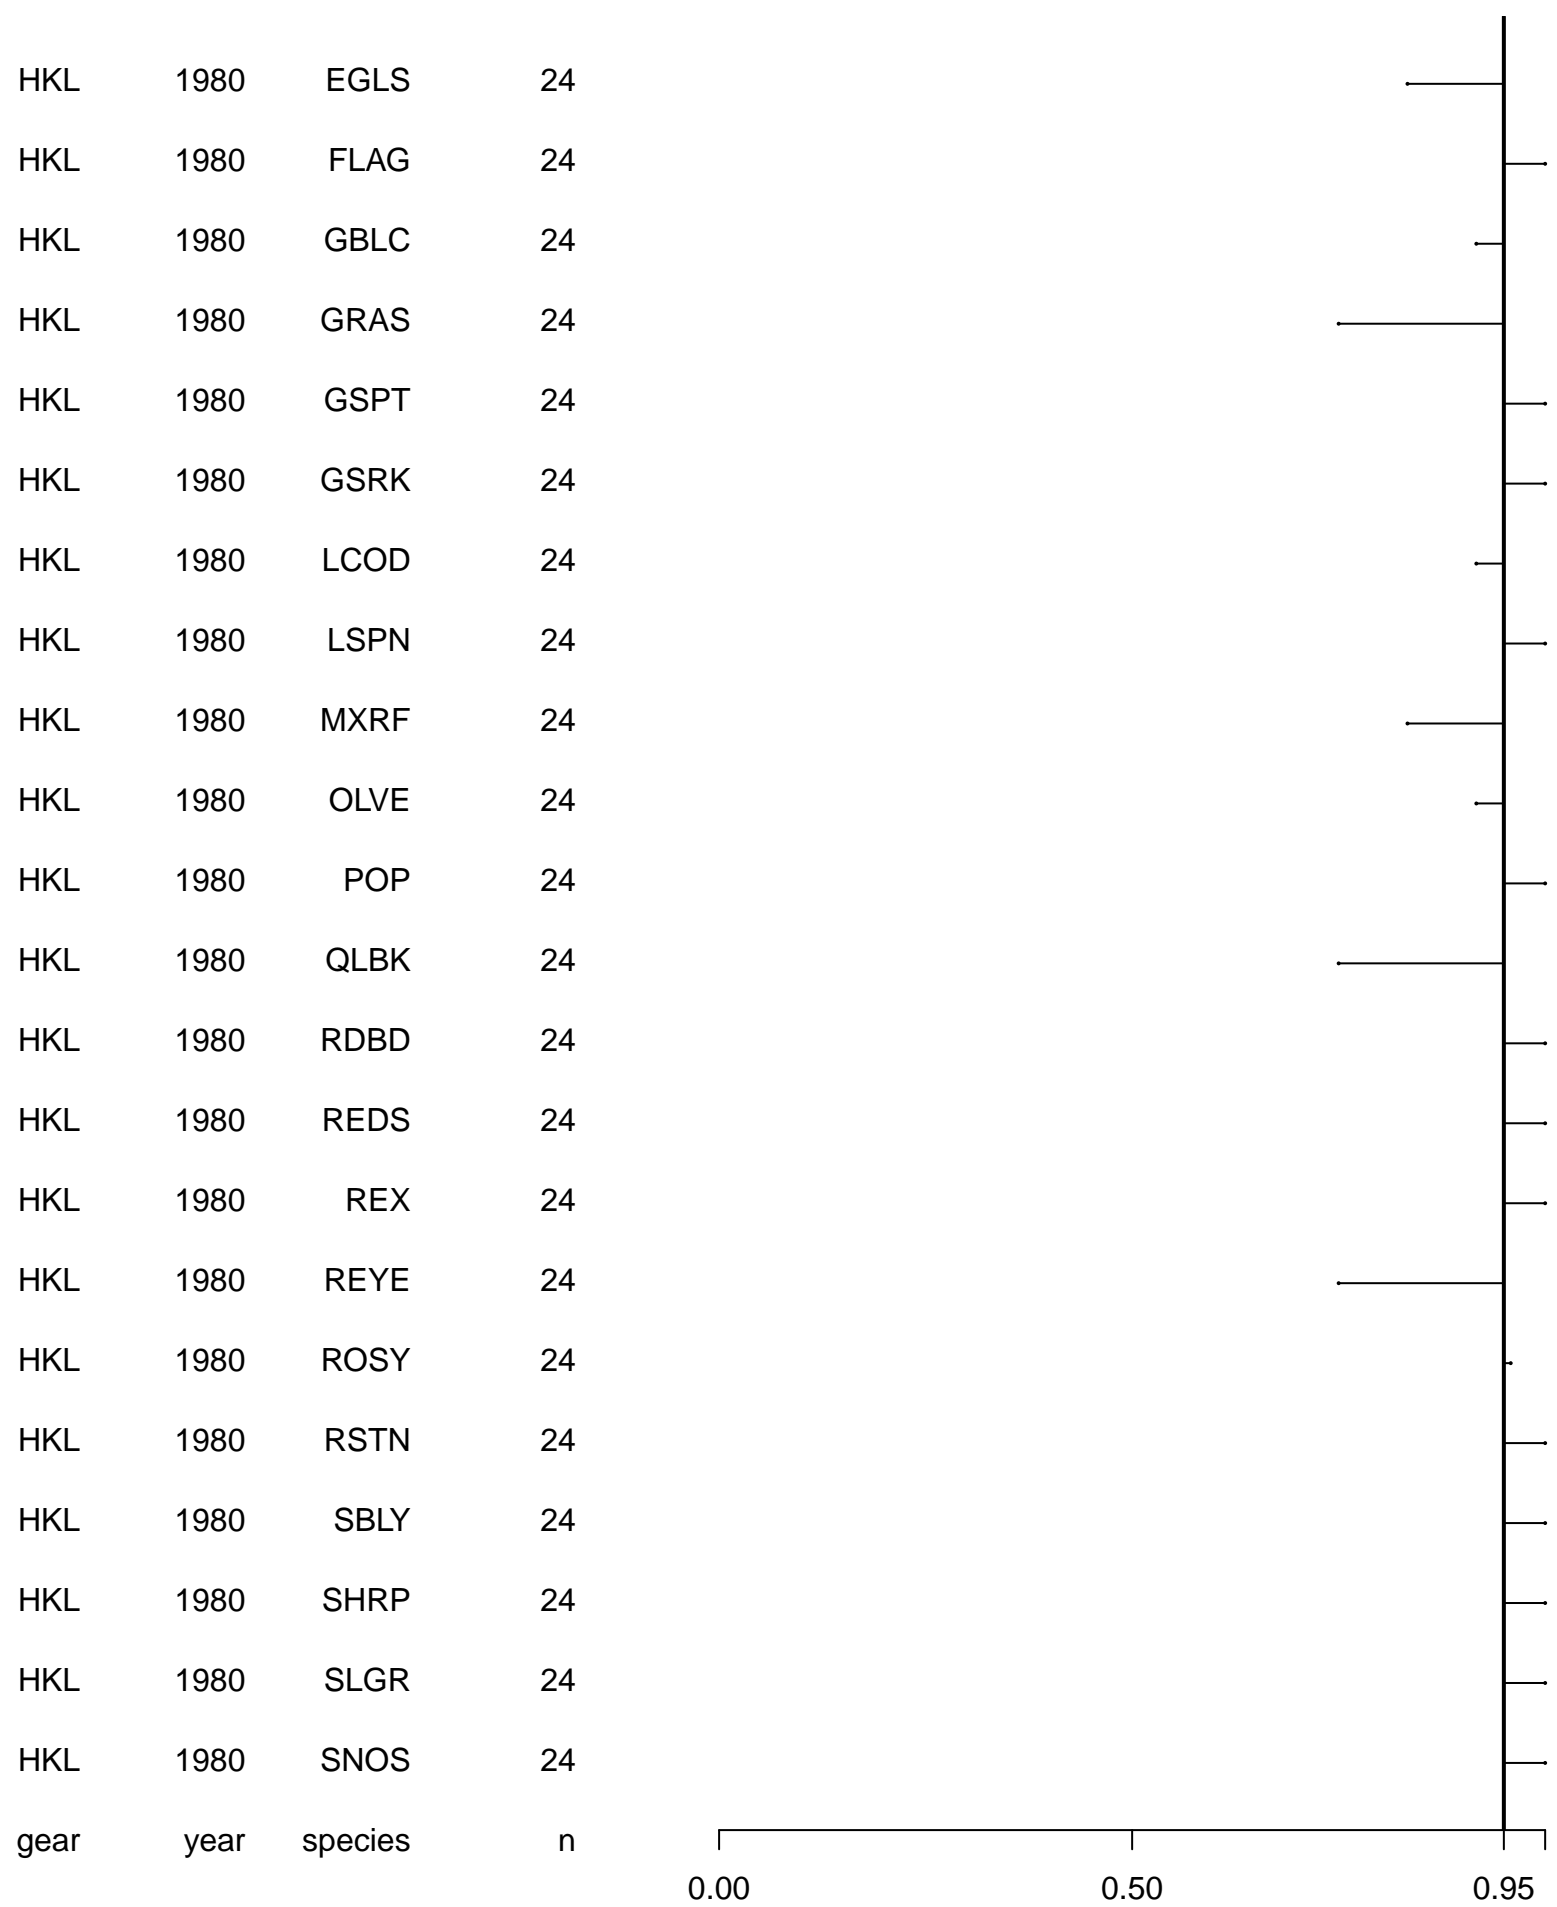 HKL 1980 EGLS 24
HKL 1980 FLAG 24
HKL 1980 GBLC 24
HKL 1980 GRAS 24
HKL 1980 GSPT 24
HKL 1980 GSRK 24
HKL 1980 LCOD 24
HKL 1980 LSPN 24
HKL 1980 MXRF 24
HKL 1980 OLVE 24
HKL 1980 POP 24
HKL 1980 QLBK 24
HKL 1980 RDBD 24
HKL 1980 REDS 24
HKL 1980 REX 24
HKL 1980 REYE 24
HKL 1980 ROSY 24
HKL 1980 RSTN 24
HKL 1980 SBLY 24
HKL 1980 SHRP 24
HKL 1980 SLGR 24
HKL 1980 SNOS 24
gear year species n
0.00 0.50 0.95